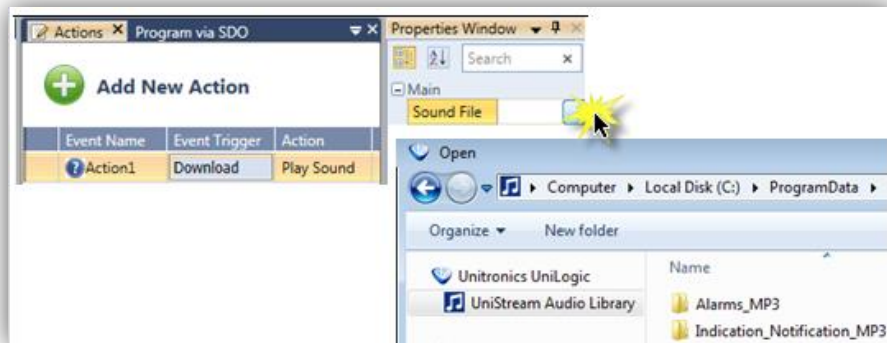 Actions Program via SDO
Add New Action
Event Name Event Trigger Action
Action1 Download Play Sound
Properties Window
Search
Main
Sound File
Open
Computer Local Disk (C:) ProgramData
Organize New folder
Unitronics UniLogic
UniStream Audio Library
Name
Alarms_MP3
Indication_Notification_MP3